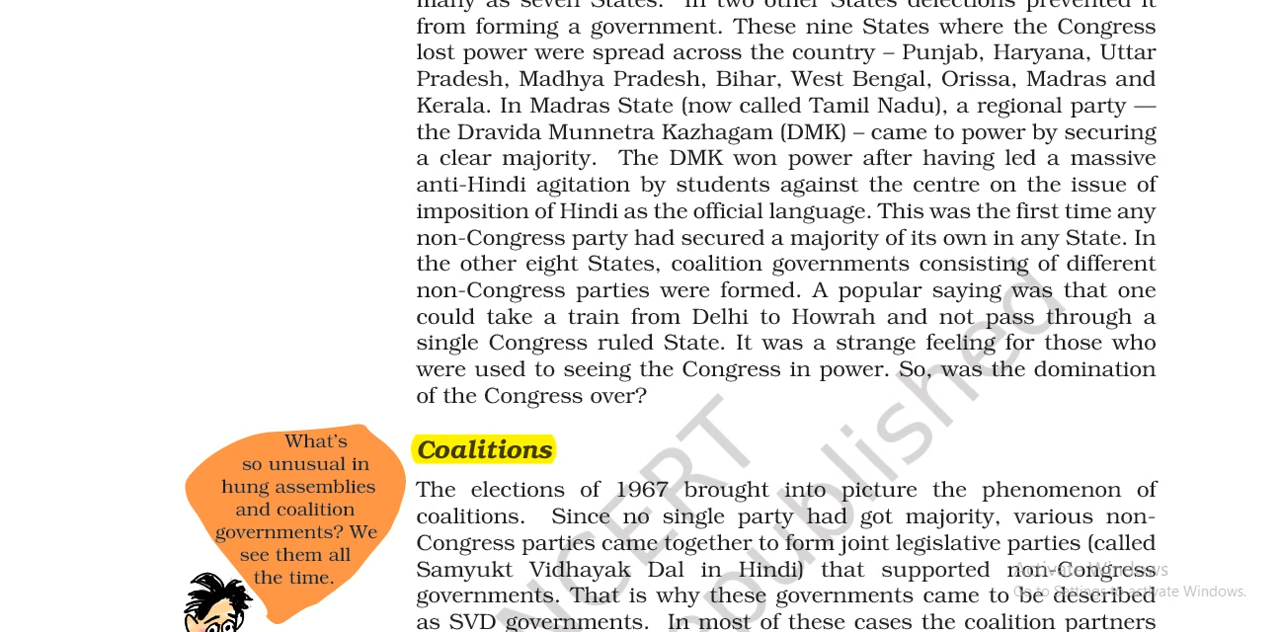 many as seven States. In two other States defections prevented it
from forming a government. These nine States where the Congress
lost power were spread across the country – Punjab, Haryana, Uttar
Pradesh, Madhya Pradesh, Bihar, West Bengal, Orissa, Madras and
Kerala. In Madras State (now called Tamil Nadu), a regional party —
the Dravida Munnetra Kazhagam (DMK) – came to power by securing
a clear majority. The DMK won power after having led a massive
anti-Hindi agitation by students against the centre on the issue of
imposition of Hindi as the official language. This was the first time any
non-Congress party had secured a majority of its own in any State. In
the other eight States, coalition governments consisting of different
non-Congress parties were formed. A popular saying was that one
could take a train from Delhi to Howrah and not pass through a
single Congress ruled State. It was a strange feeling for those who
were used to seeing the Congress in power. So, was the domination
of the Congress over?
What's
so unusual in
hung assemblies
and coalition
governments? We
see them all
the time.
Coalitions
The elections of 1967 brought into picture the phenomenon of
coalitions. Since no single party had got majority, various non-
Congress parties came together to form joint legislative parties (called
Samyukt Vidhayak Dal in Hindi) that supported non-Congress
governments. That is why these governments came to be described
as SVD governments. In most of these cases the coalition partners
NCERT
published
Activate Windows
Go to Settings to activate Windows.